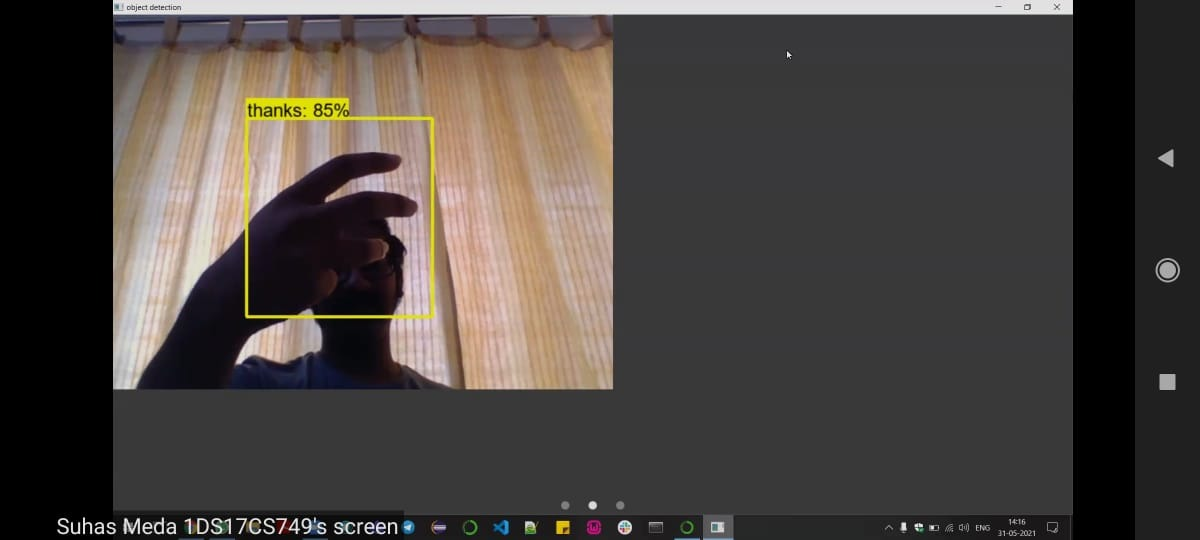 object detection
thanks: 85%
Suhas Meda 1DS17CS749's screen
ENG
14:16
31-05-2021